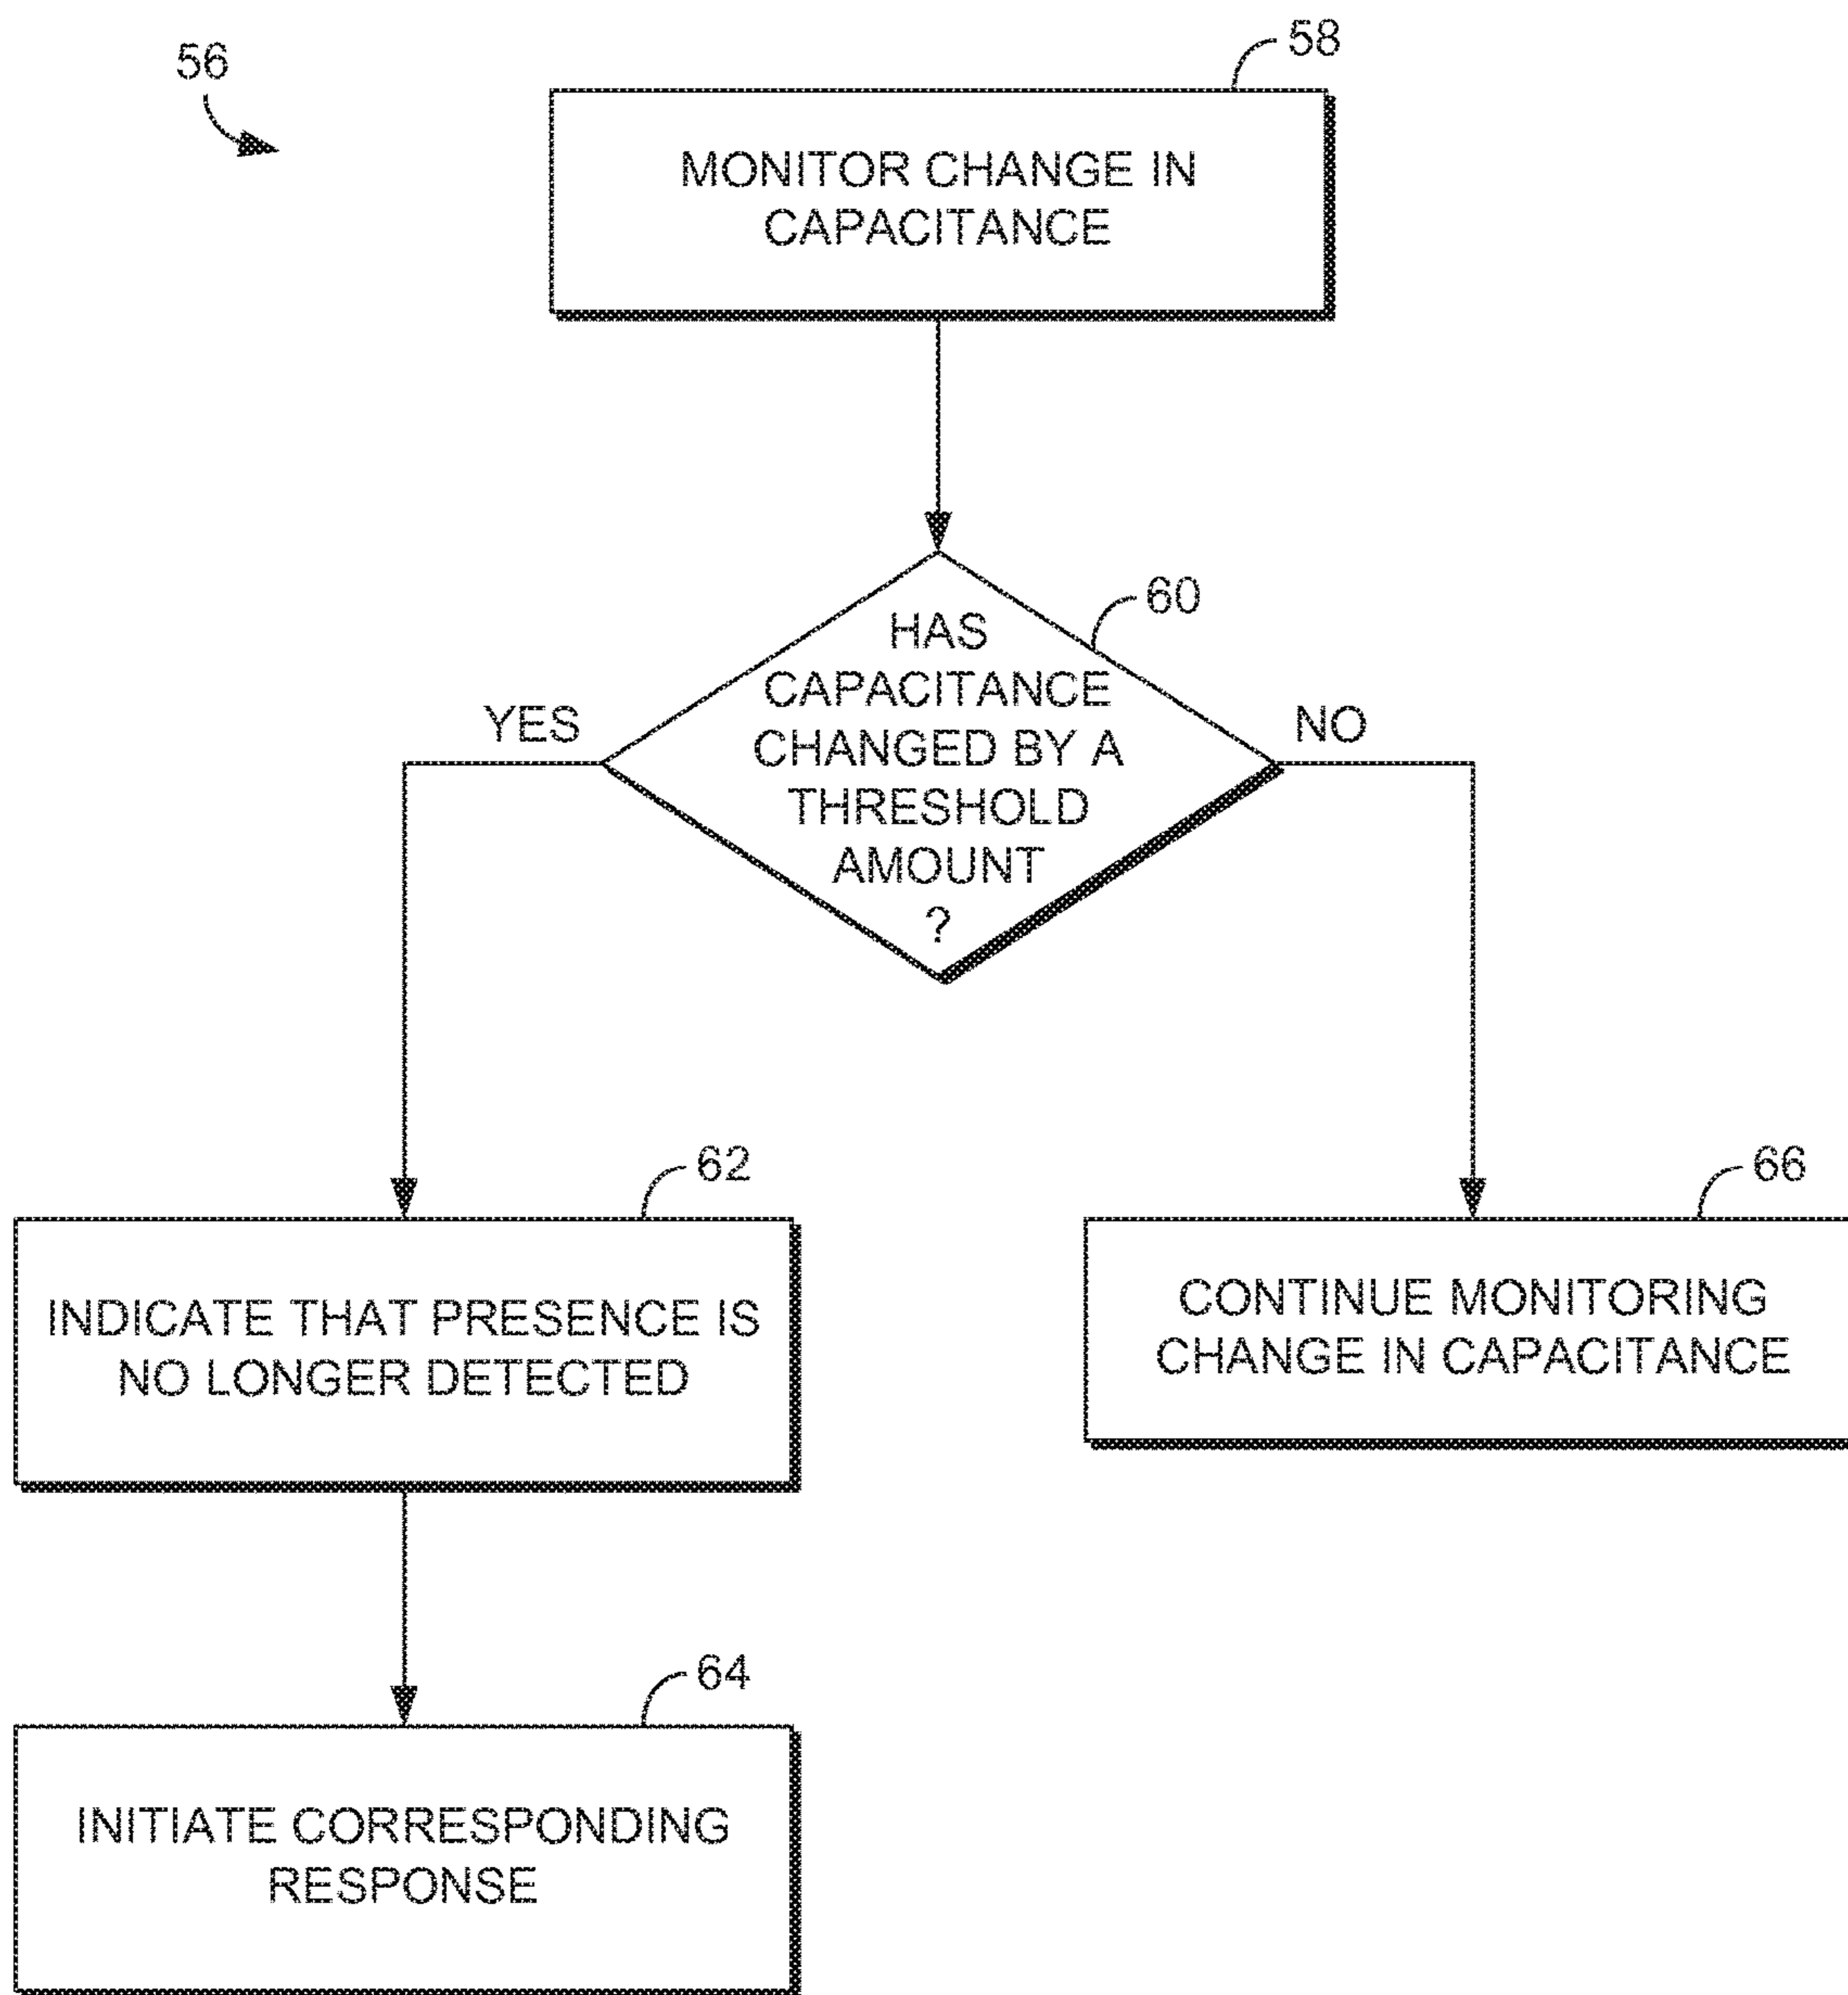 56
58
MONITOR CHANGE IN
CAPACITANCE
60
HAS
CAPACITANCE
CHANGED BY A
THRESHOLD
AMOUNT
?
YES
NO
62
INDICATE THAT PRESENCE IS
NO LONGER DETECTED
66
CONTINUE MONITORING
CHANGE IN CAPACITANCE
64
INITIATE CORRESPONDING
RESPONSE